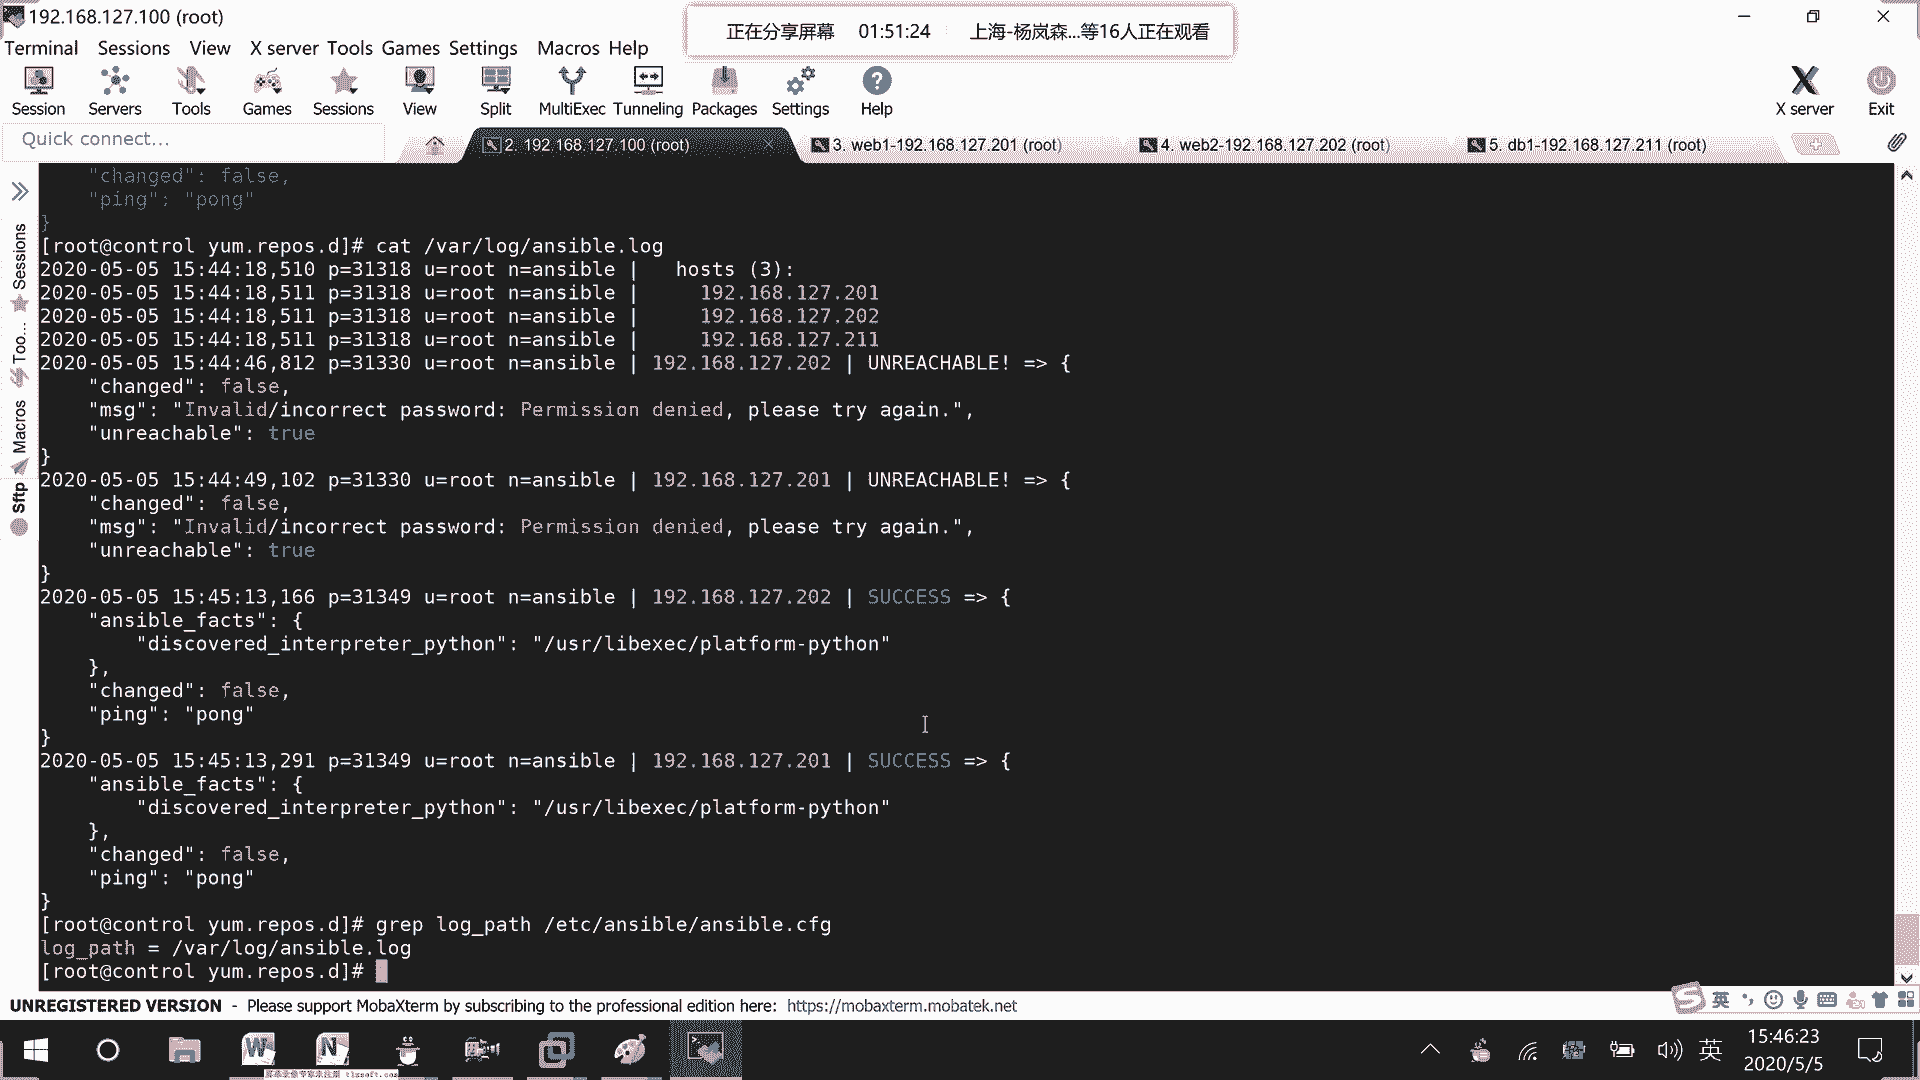 192.168.127.100 (root)
正在分享屏幕 01:51:24 上海-杨岚森...等16人正在观看
Terminal Sessions View X server Tools Games Settings Macros Help
Session Servers Tools Games Sessions View Split MultiExec Tunneling Packages Settings Help X server Exit
Quick connect...
2. 192.168.127.100 (root)
3. web1-192.168.127.201 (root)
4. web2-192.168.127.202 (root)
5. db1-192.168.127.211 (root)
Sessions
Too...
Macros
Sftp
"changed": false,
"ping": "pong"
}
[root@control yum.repos.d]# cat /var/log/ansible.log
2020-05-05 15:44:18,510 p=31318 u=root n=ansible |   hosts (3):
2020-05-05 15:44:18,511 p=31318 u=root n=ansible |     192.168.127.201
2020-05-05 15:44:18,511 p=31318 u=root n=ansible |     192.168.127.202
2020-05-05 15:44:18,511 p=31318 u=root n=ansible |     192.168.127.211
2020-05-05 15:44:46,812 p=31330 u=root n=ansible | 192.168.127.202 | UNREACHABLE! => {
"changed": false,
"msg": "Invalid/incorrect password: Permission denied, please try again.",
"unreachable": true
}
2020-05-05 15:44:49,102 p=31330 u=root n=ansible | 192.168.127.201 | UNREACHABLE! => {
"changed": false,
"msg": "Invalid/incorrect password: Permission denied, please try again.",
"unreachable": true
}
2020-05-05 15:45:13,166 p=31349 u=root n=ansible | 192.168.127.202 | SUCCESS => {
"ansible_facts": {
"discovered_interpreter_python": "/usr/libexec/platform-python"
},
"changed": false,
"ping": "pong"
}
2020-05-05 15:45:13,291 p=31349 u=root n=ansible | 192.168.127.201 | SUCCESS => {
"ansible_facts": {
"discovered_interpreter_python": "/usr/libexec/platform-python"
},
"changed": false,
"ping": "pong"
}
[root@control yum.repos.d]# grep log_path /etc/ansible/ansible.cfg
log_path = /var/log/ansible.log
[root@control yum.repos.d]#
UNREGISTERED VERSION - Please support MobaXterm by subscribing to the professional edition here: https://mobaxterm.mobatek.net
英
英
15:46:23
2020/5/5